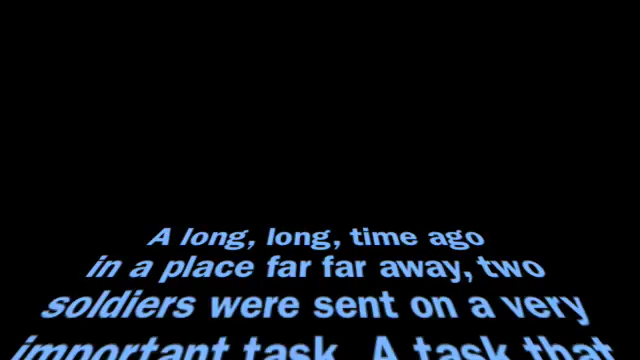 A long, long, time ago
in a place far far away, two
soldiers were sent on a very
important task. A task that